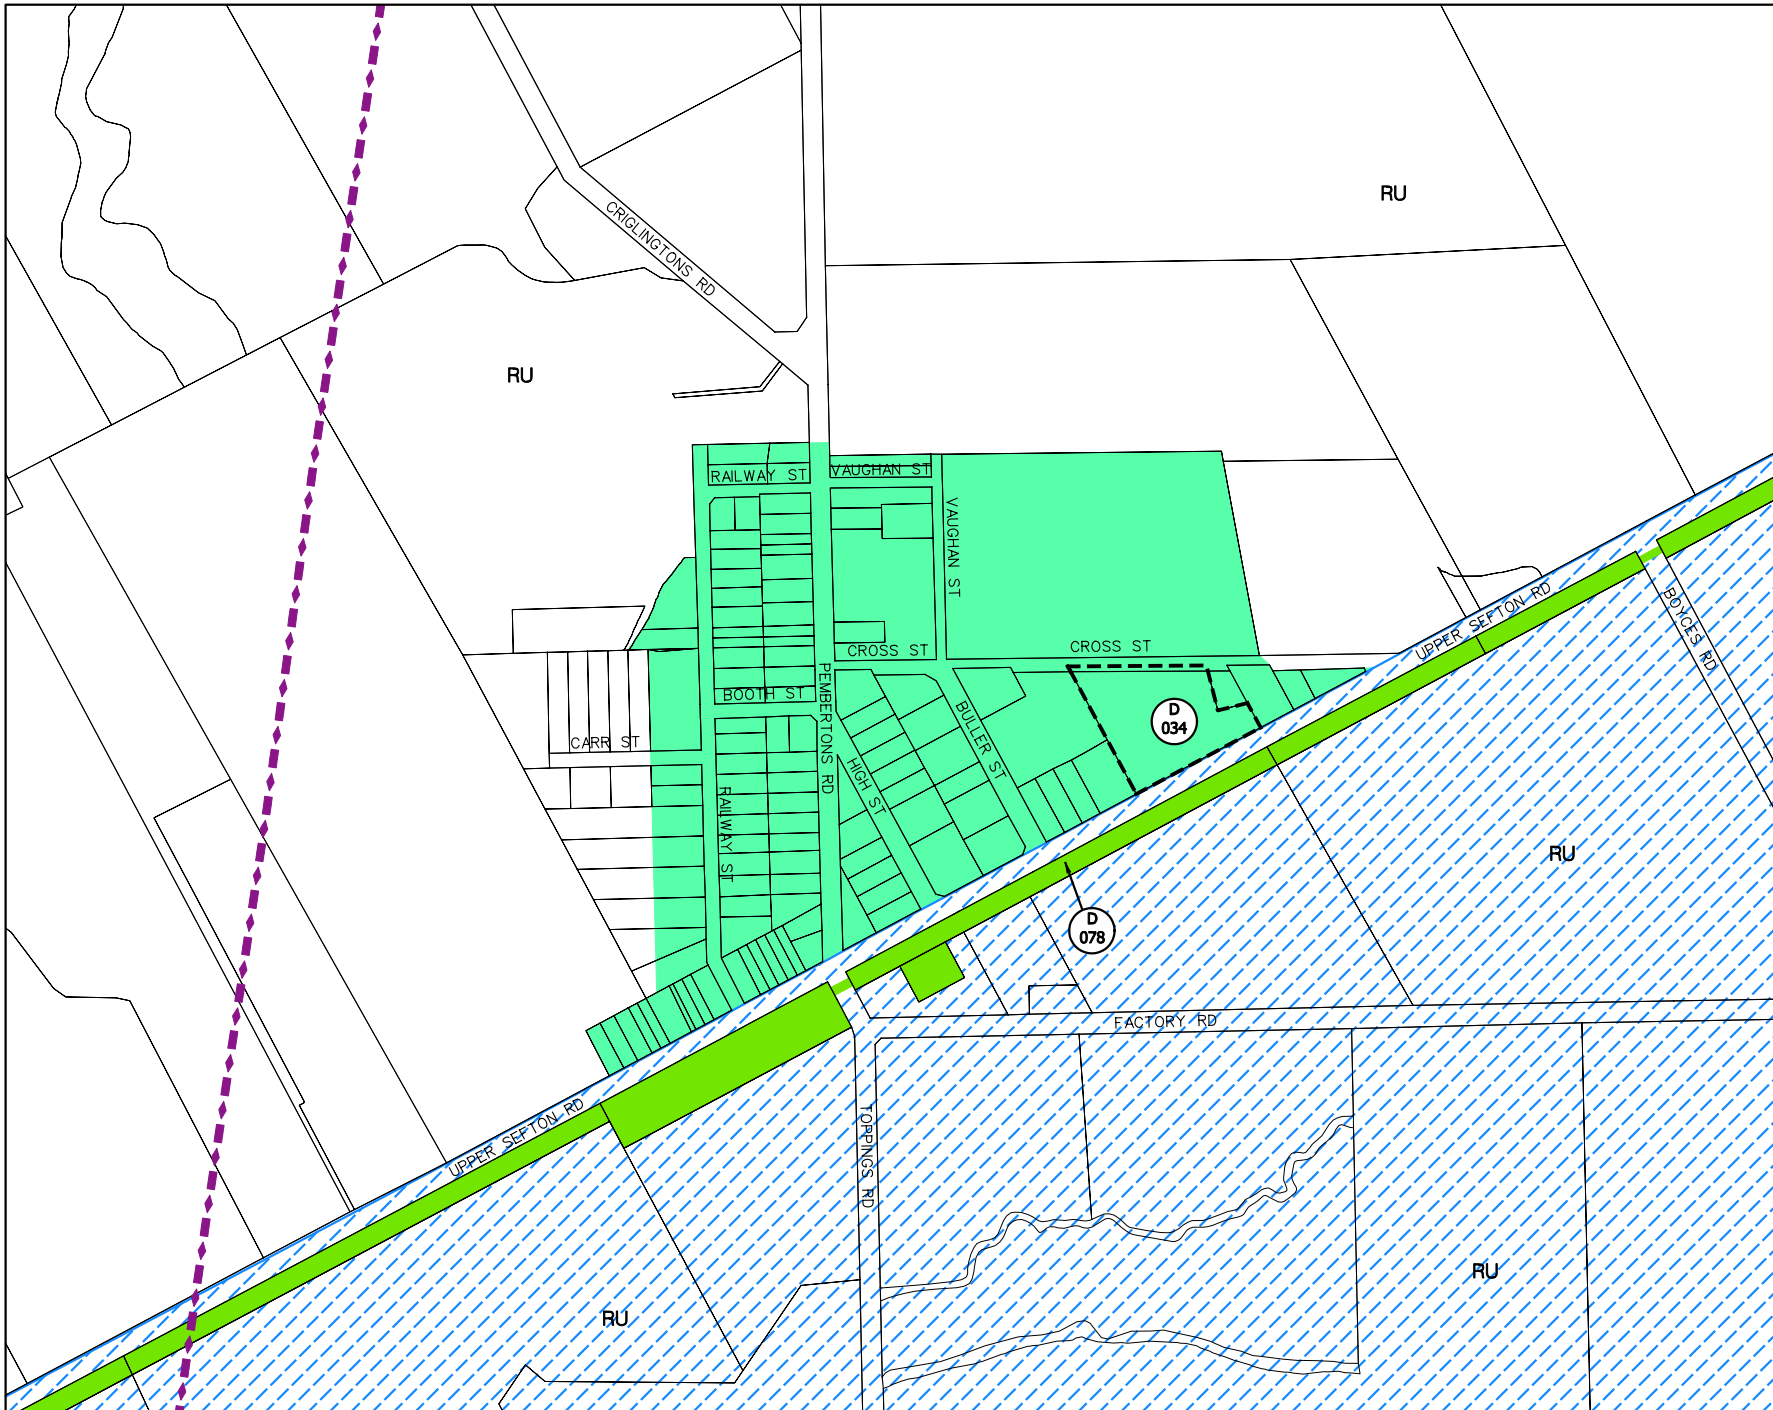 RU
CRIGLINGTONS RD
RU
RAILWAY ST
VAUGHAN ST
VAUGHAN ST
UPPER SEFTON RD
BOYCES RD
CROSS ST
CROSS ST
PEMBERTONS RD
BOOTH ST
BULLER ST
D
034
CARR ST
HIGH ST
RAILWAY ST
RU
D
078
FACTORY RD
UPPER SEFTON RD
TOPPINGS RD
RU
RU